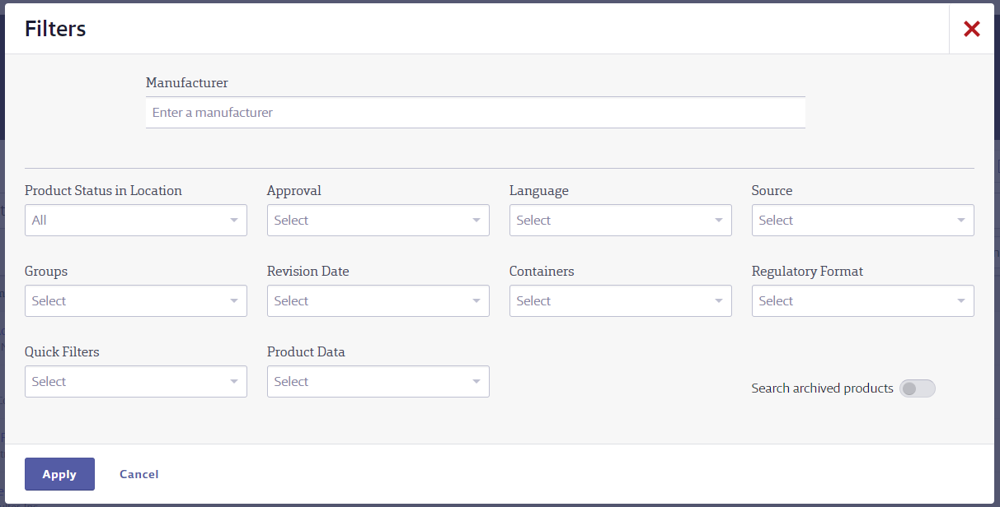 Filters
Manufacturer
Enter a manufacturer
Product Status in Location Approval Language Source
All Select Select Select
Groups Revision Date Containers Regulatory Format
Select Select Select Select
Quick Filters Product Data
Select Select
Search archived products
Apply Cancel